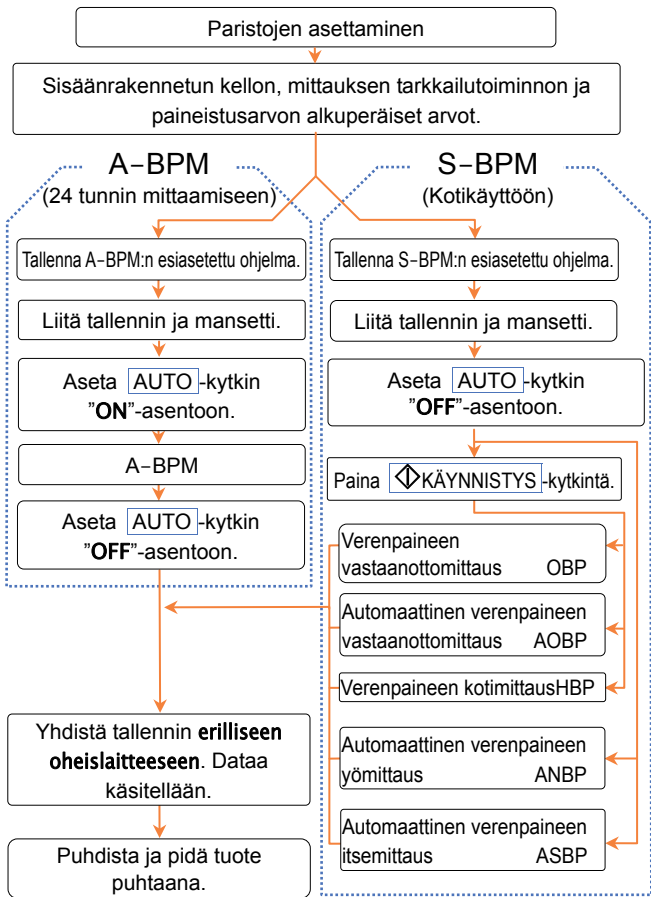 Paristojen asettaminen
Sisäänrakennetun kellon, mittauksen tarkkailutoiminnon ja
paineistusarvon alkuperäiset arvot.
A-BPM
(24 tunnin mittaamiseen)
Tallenna A-BPM:n esiasetettu ohjelma.
Liitä tallennin ja mansetti.
Aseta AUTO -kytkin
"ON"-asentoon.
A-BPM
Aseta AUTO -kytkin
"OFF"-asentoon.
S-BPM
(Kotikäyttöön)
Tallenna S-BPM:n esiasetettu ohjelma.
Liitä tallennin ja mansetti.
Aseta AUTO -kytkin
"OFF"-asentoon.
Paina KÄYNNISTYS -kytkintä.
Verenpaineen
vastaanottomittaus OBP
Automaattinen verenpaineen
vastaanottomittaus AOBP
Verenpaineen kotimittausHBP
Automaattinen verenpaineen
yömittaus ANBP
Automaattinen verenpaineen
itsemittaus ASBP
Yhdistä tallennin erilliseen
oheislaitteeseen. Dataa
käsitellään.
Puhdista ja pidä tuote
puhtaana.